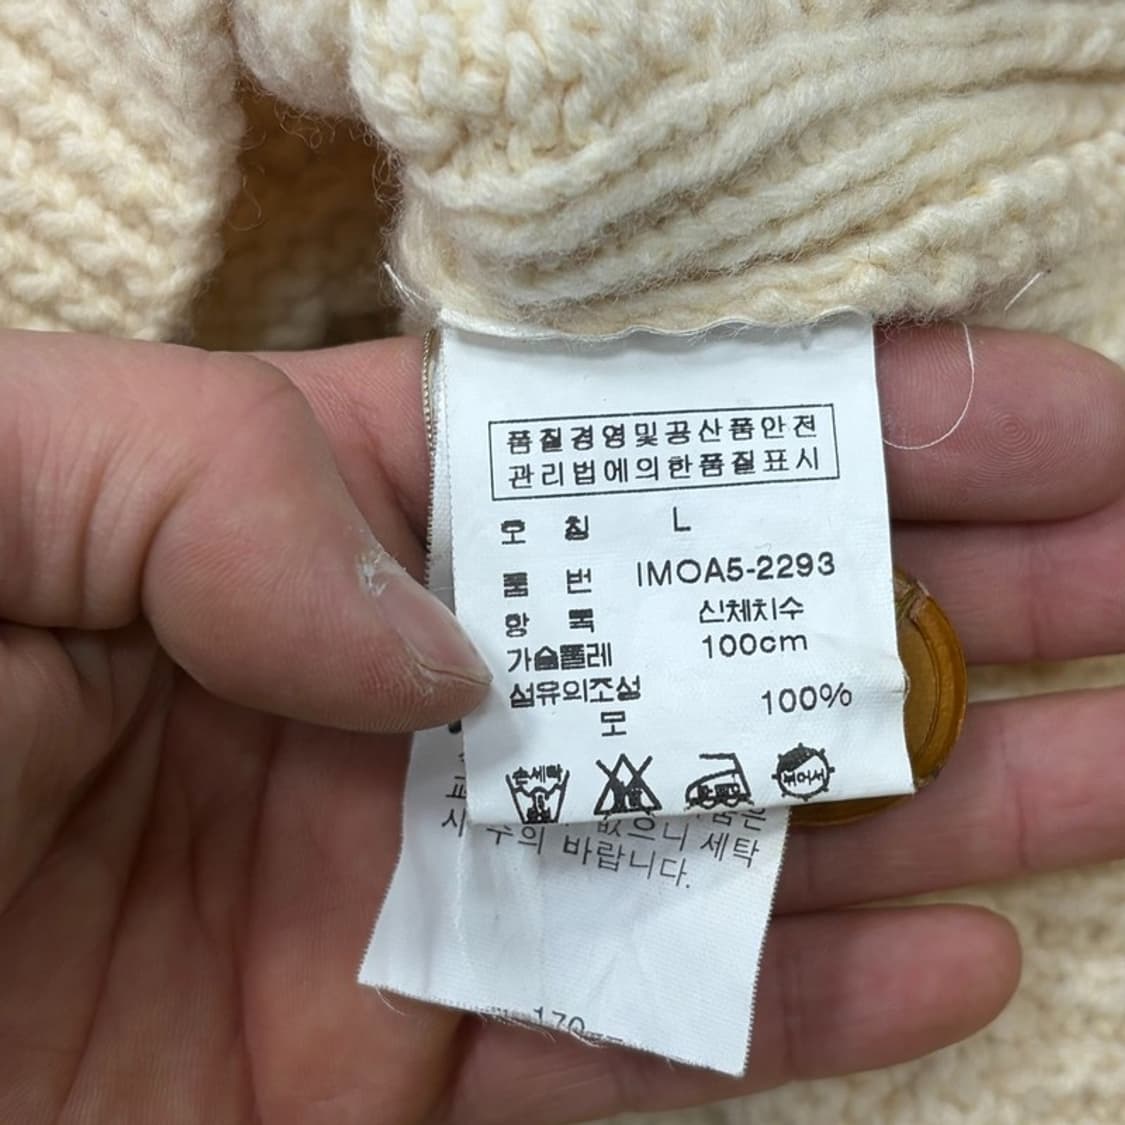 품질경영및공산품안전
관리법에의한품질표시
호 칭 L
품 번 IMOA5-2293
항 목 신체치수
가슴둘레 100cm
섬유의조성
모 100%
손세탁
없으니 세탁
시 주의 바랍니다.
170